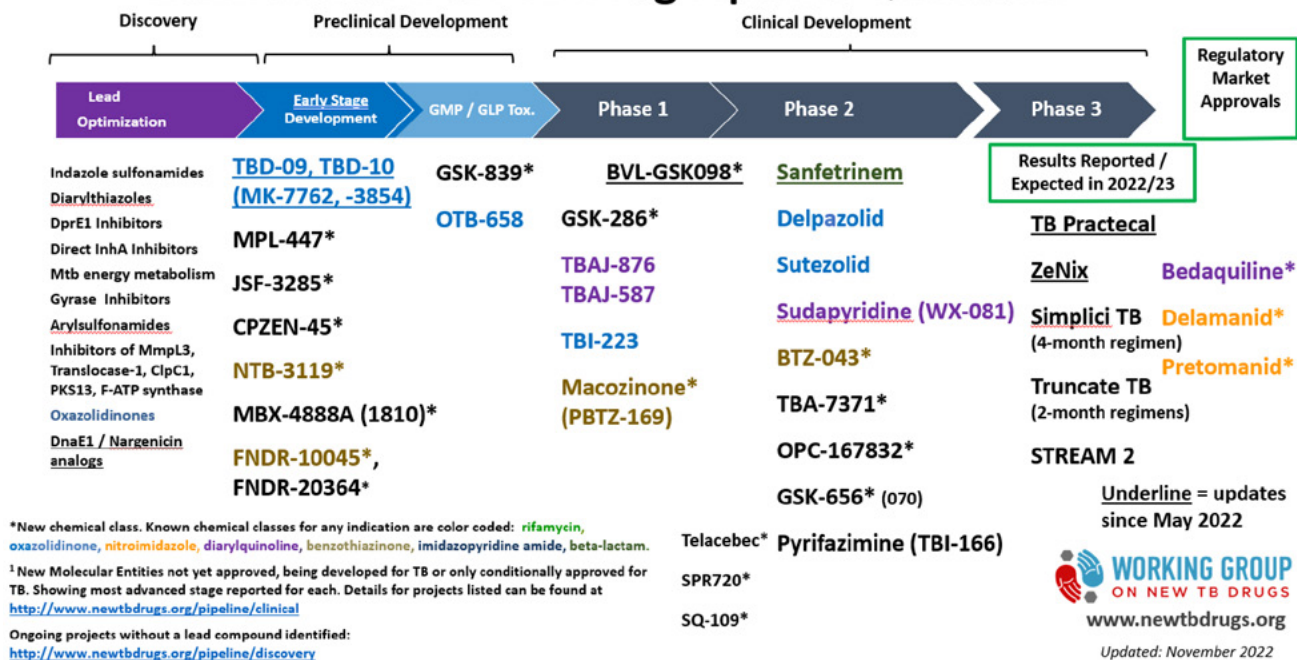 Discovery
Preclinical Development
Clinical Development
Regulatory
Market
Approvals
Lead
Optimization
Early Stage
Development
GMP / GLP Tox.
Phase 1
Phase 2
Phase 3
Indazole sulfonamides
Diarylthiazoles
DprE1 Inhibitors
Direct InhA Inhibitors
Mtb energy metabolism
Gyrase Inhibitors
Arylsulfonamides
Inhibitors of MmpL3,
Translocase-1, ClpC1,
PKS13, F-ATP synthase
Oxazolidinones
DnaE1 / Nargenicin
analogs
TBD-09, TBD-10
(MK-7762, -3854)
MPL-447*
JSF-3285*
CPZEN-45*
NTB-3119*
MBX-4888A (1810)*
FNDR-10045*,
FNDR-20364*
GSK-839*
OTB-658
BVL-GSK098*
GSK-286*
TBAJ-876
TBAJ-587
TBI-223
Macozinone*
(PBTZ-169)
Sanfetrinem
Delpazolid
Sutezolid
Sudapyridine (WX-081)
BTZ-043*
TBA-7371*
OPC-167832*
GSK-656* (070)
Telacebec* Pyrifazimine (TBI-166)
SPR720*
SQ-109*
Results Reported /
Expected in 2022/23
TB Practecal
ZeNix
Simplici TB
(4-month regimen)
Truncate TB
(2-month regimens)
STREAM 2
Bedaquiline*
Delamanid*
Pretomanid*
Underline = updates
since May 2022
*New chemical class. Known chemical classes for any indication are color coded: rifamycin,
oxazolidinone, nitroimidazole, diarylquinoline, benzothiazinone, imidazopyridine amide, beta-lactam.
1 New Molecular Entities not yet approved, being developed for TB or only conditionally approved for
TB. Showing most advanced stage reported for each. Details for projects listed can be found at
http://www.newtbdrugs.org/pipeline/clinical
Ongoing projects without a lead compound identified:
http://www.newtbdrugs.org/pipeline/discovery
WORKING GROUP
ON NEW TB DRUGS
www.newtbdrugs.org
Updated: November 2022